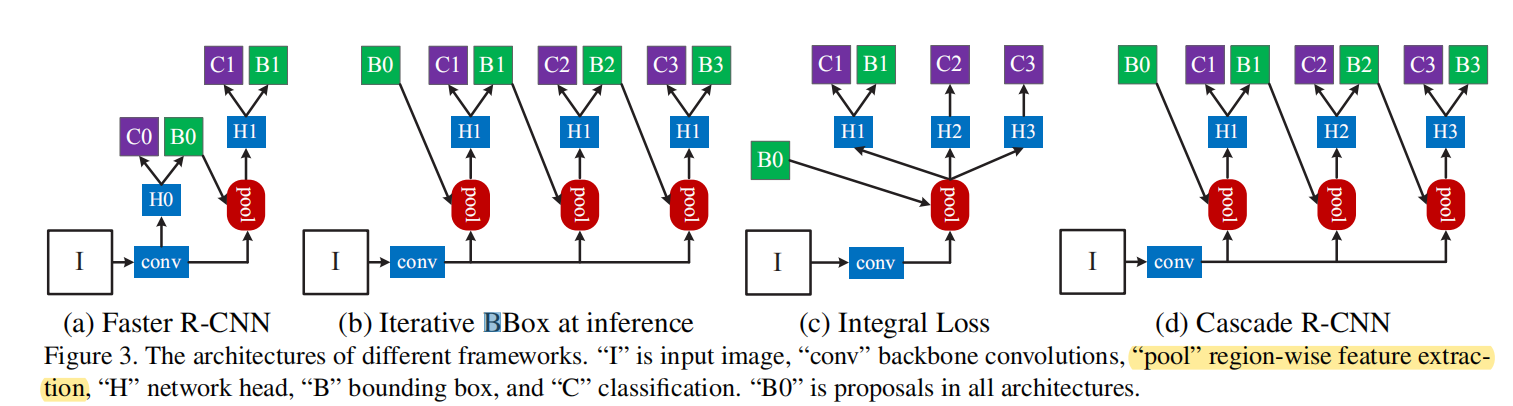 C1 B1
C0 B0
H1
H0
pool
I
conv
B0 C1 B1 C2 B2 C3 B3
H1 H1 H1
pool pool pool
I
conv
C1 B1 C2 C3
H1 H2 H3
B0
pool
I
conv
B0 C1 B1 C2 B2 C3 B3
H1 H2 H3
pool pool pool
I
conv
(a) Faster R-CNN (b) Iterative BBox at inference (c) Integral Loss (d) Cascade R-CNN
Figure 3. The architectures of different frameworks. “I” is input image, “conv” backbone convolutions, “pool” region-wise feature extrac-
tion, “H” network head, “B” bounding box, and “C” classification. “B0” is proposals in all architectures.